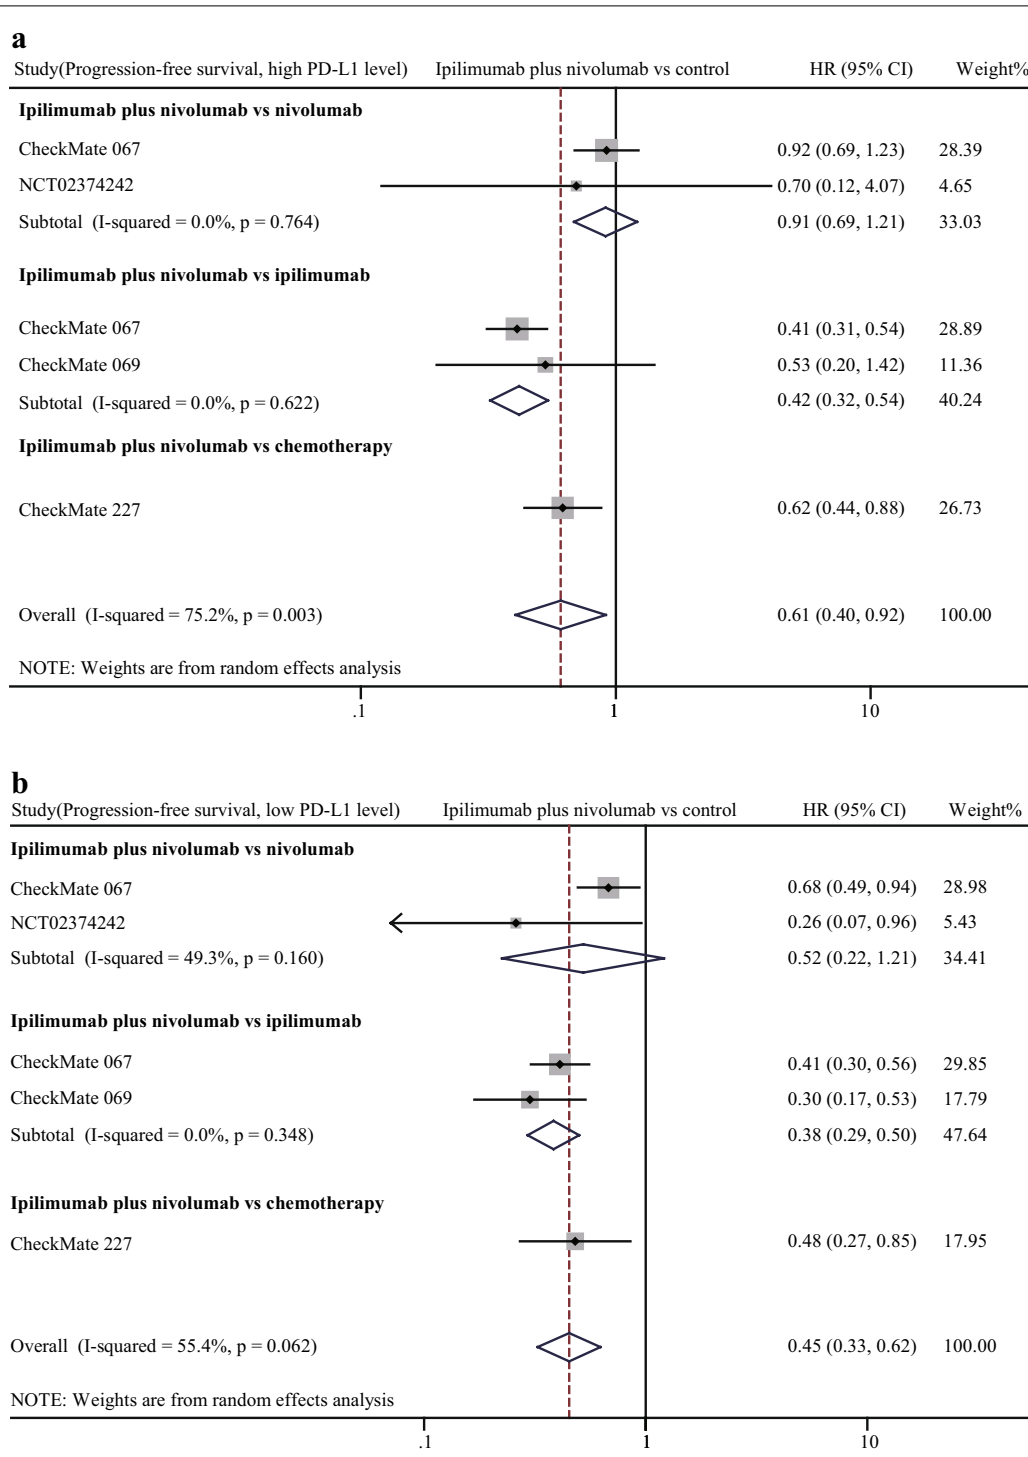 a
Study(Progression-free survival, high PD-L1 level) Ipilimumab plus nivolumab vs control HR (95% CI) Weight%
Ipilimumab plus nivolumab vs nivolumab
CheckMate 067 0.92 (0.69, 1.23) 28.39
NCT02374242 0.70 (0.12, 4.07) 4.65
Subtotal (I-squared = 0.0%, p = 0.764) 0.91 (0.69, 1.21) 33.03
Ipilimumab plus nivolumab vs ipilimumab
CheckMate 067 0.41 (0.31, 0.54) 28.89
CheckMate 069 0.53 (0.20, 1.42) 11.36
Subtotal (I-squared = 0.0%, p = 0.622) 0.42 (0.32, 0.54) 40.24
Ipilimumab plus nivolumab vs chemotherapy
CheckMate 227 0.62 (0.44, 0.88) 26.73
Overall (I-squared = 75.2%, p = 0.003) 0.61 (0.40, 0.92) 100.00
NOTE: Weights are from random effects analysis
.1 1 10
b
Study(Progression-free survival, low PD-L1 level) Ipilimumab plus nivolumab vs control HR (95% CI) Weight%
Ipilimumab plus nivolumab vs nivolumab
CheckMate 067 0.68 (0.49, 0.94) 28.98
NCT02374242 0.26 (0.07, 0.96) 5.43
Subtotal (I-squared = 49.3%, p = 0.160) 0.52 (0.22, 1.21) 34.41
Ipilimumab plus nivolumab vs ipilimumab
CheckMate 067 0.41 (0.30, 0.56) 29.85
CheckMate 069 0.30 (0.17, 0.53) 17.79
Subtotal (I-squared = 0.0%, p = 0.348) 0.38 (0.29, 0.50) 47.64
Ipilimumab plus nivolumab vs chemotherapy
CheckMate 227 0.48 (0.27, 0.85) 17.95
Overall (I-squared = 55.4%, p = 0.062) 0.45 (0.33, 0.62) 100.00
NOTE: Weights are from random effects analysis
.1 1 10